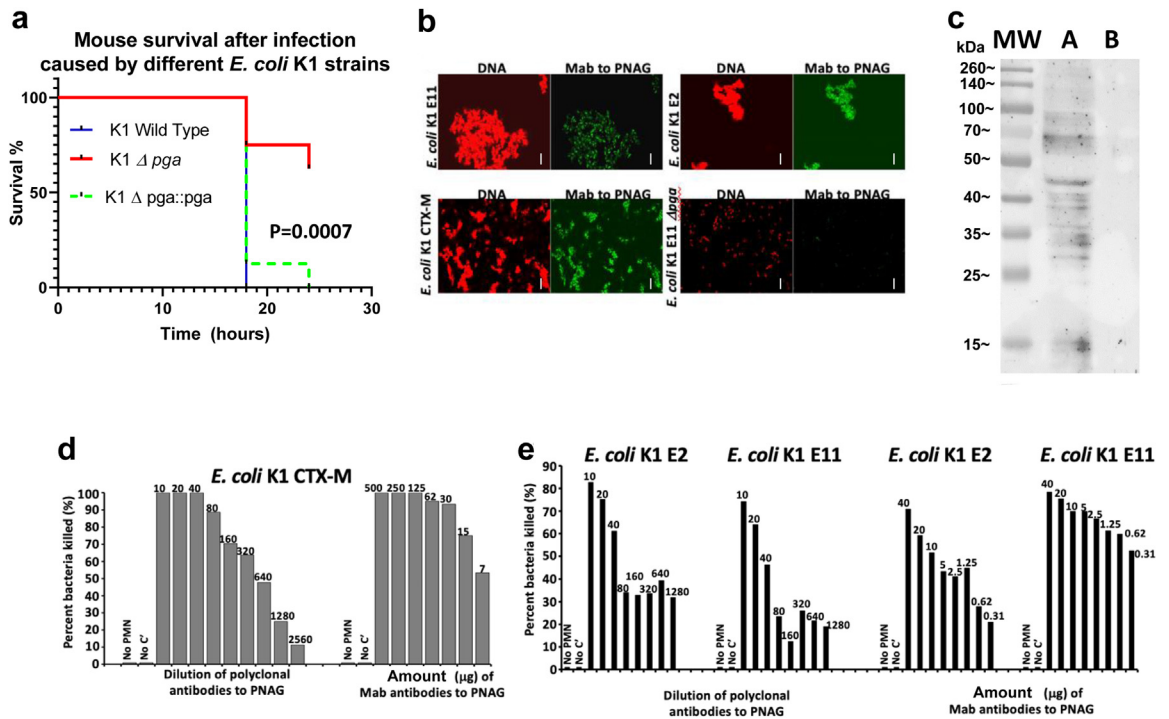 a
Mouse survival after infection
caused by different E. coli K1 strains
100
50
0
Survival %
K1 Wild Type
K1 Δ pga
K1 Δ pga::pga
P=0.0007
0 10 20 30
Time (hours)
b
DNA Mab to PNAG
E. coli K1 E11
DNA Mab to PNAG
E. coli K1 E2
DNA Mab to PNAG
E. coli K1 CTX-M
DNA Mab to PNAG
E. coli K1 E11 Δpga
c
kDa MW A B
260~
140~
100~
70~
50~
40~
35~
25~
15~
d
E. coli K1 CTX-M
Percent bacteria killed (%)
100
90
80
70
60
50
40
30
20
10
0
No PMN
No C'
10 20 40 80 160 320 640 1280 2560
Dilution of polyclonal
antibodies to PNAG
No PMN
No C'
500 250 125 62 30 15 7
Amount (μg) of
Mab antibodies to PNAG
e
Percent bacteria killed (%)
90
80
70
60
50
40
30
20
10
0
E. coli K1 E2
No PMN
No C'
10 20 40 80 160 320 640 1280
E. coli K1 E11
No PMN
No C'
10 20 40 80 160 320 640 1280
Dilution of polyclonal
antibodies to PNAG
E. coli K1 E2
No PMN
No C'
40 20 10 5 2.5 1.25 0.62 0.31
E. coli K1 E11
No PMN
No C'
40 20 10 5 2.5 1.25 0.62 0.31
Amount (μg) of
Mab antibodies to PNAG